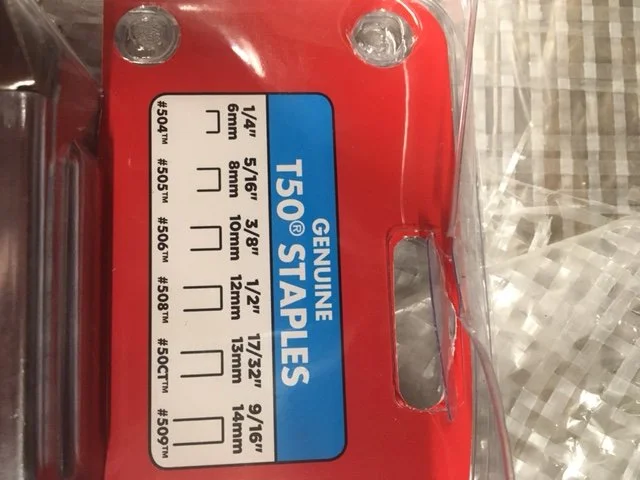 GENUINE
T50® STAPLES
1/4" 5/16" 3/8" 1/2" 17/32" 9/16"
6mm 8mm 10mm 12mm 13mm 14mm
#504™ #505™ #506™ #508™ #50CT™ #509™